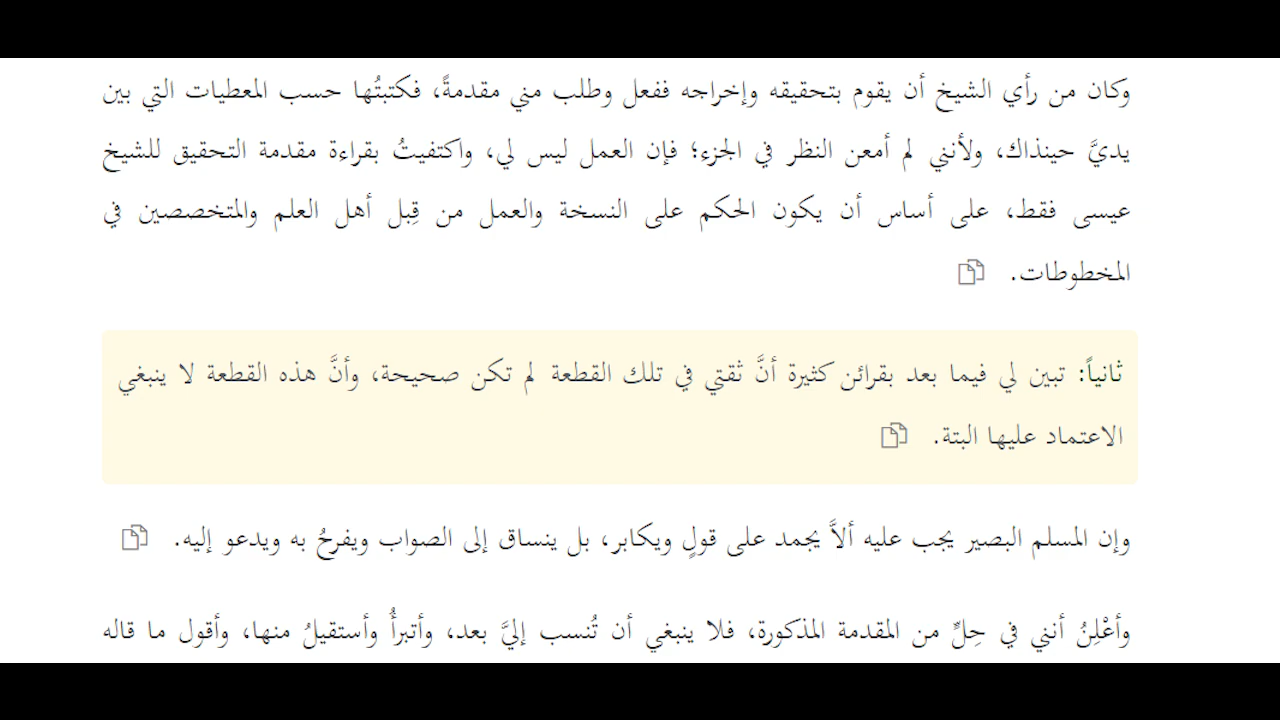 وكان من رأي الشيخ أن يقوم بتحقيقه وإخراجه ففعل وطلب مني مقدمةً، فكتبتُها حسب المعطيات التي بين
يديَّ حينذاك، ولأنني لم أمعن النظر في الجزء؛ فإن العمل ليس لي، واكتفيتُ بقراءة مقدمة التحقيق للشيخ
عيسى فقط، على أساس أن يكون الحكم على النسخة والعمل من قِبل أهل العلم والمتخصصين في
المخطوطات.
ثانياً: تبين لي فيما بعد بقرائن كثيرة أنَّ ثقتي في تلك القطعة لم تكن صحيحة، وأنَّ هذه القطعة لا ينبغي
الاعتماد عليها البتة.
وإن المسلم البصير يجب عليه ألاَّ يجمد على قولٍ ويكابر، بل ينساق إلى الصواب ويفرحُ به ويدعو إليه.
وأعْلِنُ أنني في حِلٍّ من المقدمة المذكورة، فلا ينبغي أن تُنسب إليَّ بعد، وأتبرأُ وأستقيلُ منها، وأقول ما قاله